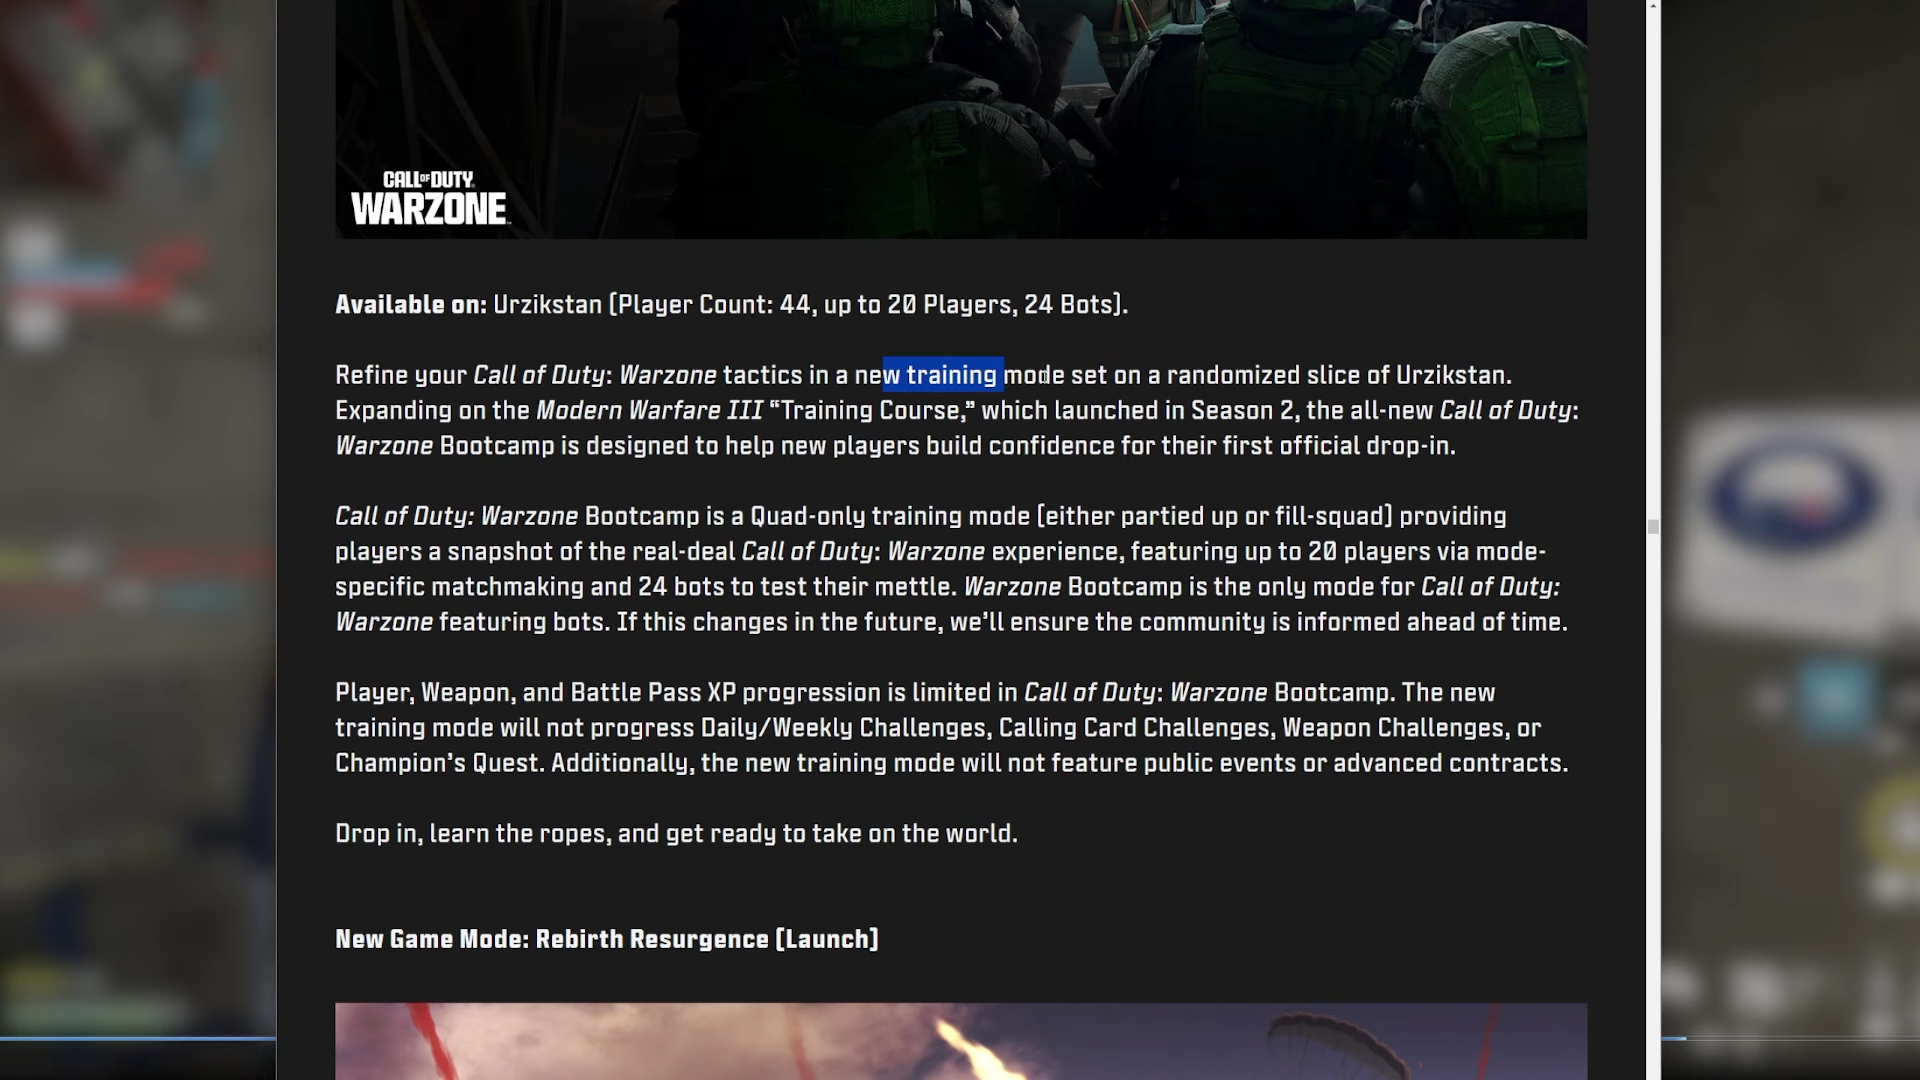 CALL OF DUTY
WARZONE
Available on: Urzikstan [Player Count: 44, up to 20 Players, 24 Bots].
Refine your Call of Duty: Warzone tactics in a new training mode set on a randomized slice of Urzikstan.
Expanding on the Modern Warfare III “Training Course,” which launched in Season 2, the all-new Call of Duty:
Warzone Bootcamp is designed to help new players build confidence for their first official drop-in.
Call of Duty: Warzone Bootcamp is a Quad-only training mode [either partied up or fill-squad] providing
players a snapshot of the real-deal Call of Duty: Warzone experience, featuring up to 20 players via mode-
specific matchmaking and 24 bots to test their mettle. Warzone Bootcamp is the only mode for Call of Duty:
Warzone featuring bots. If this changes in the future, we’ll ensure the community is informed ahead of time.
Player, Weapon, and Battle Pass XP progression is limited in Call of Duty: Warzone Bootcamp. The new
training mode will not progress Daily/Weekly Challenges, Calling Card Challenges, Weapon Challenges, or
Champion’s Quest. Additionally, the new training mode will not feature public events or advanced contracts.
Drop in, learn the ropes, and get ready to take on the world.
New Game Mode: Rebirth Resurgence [Launch]